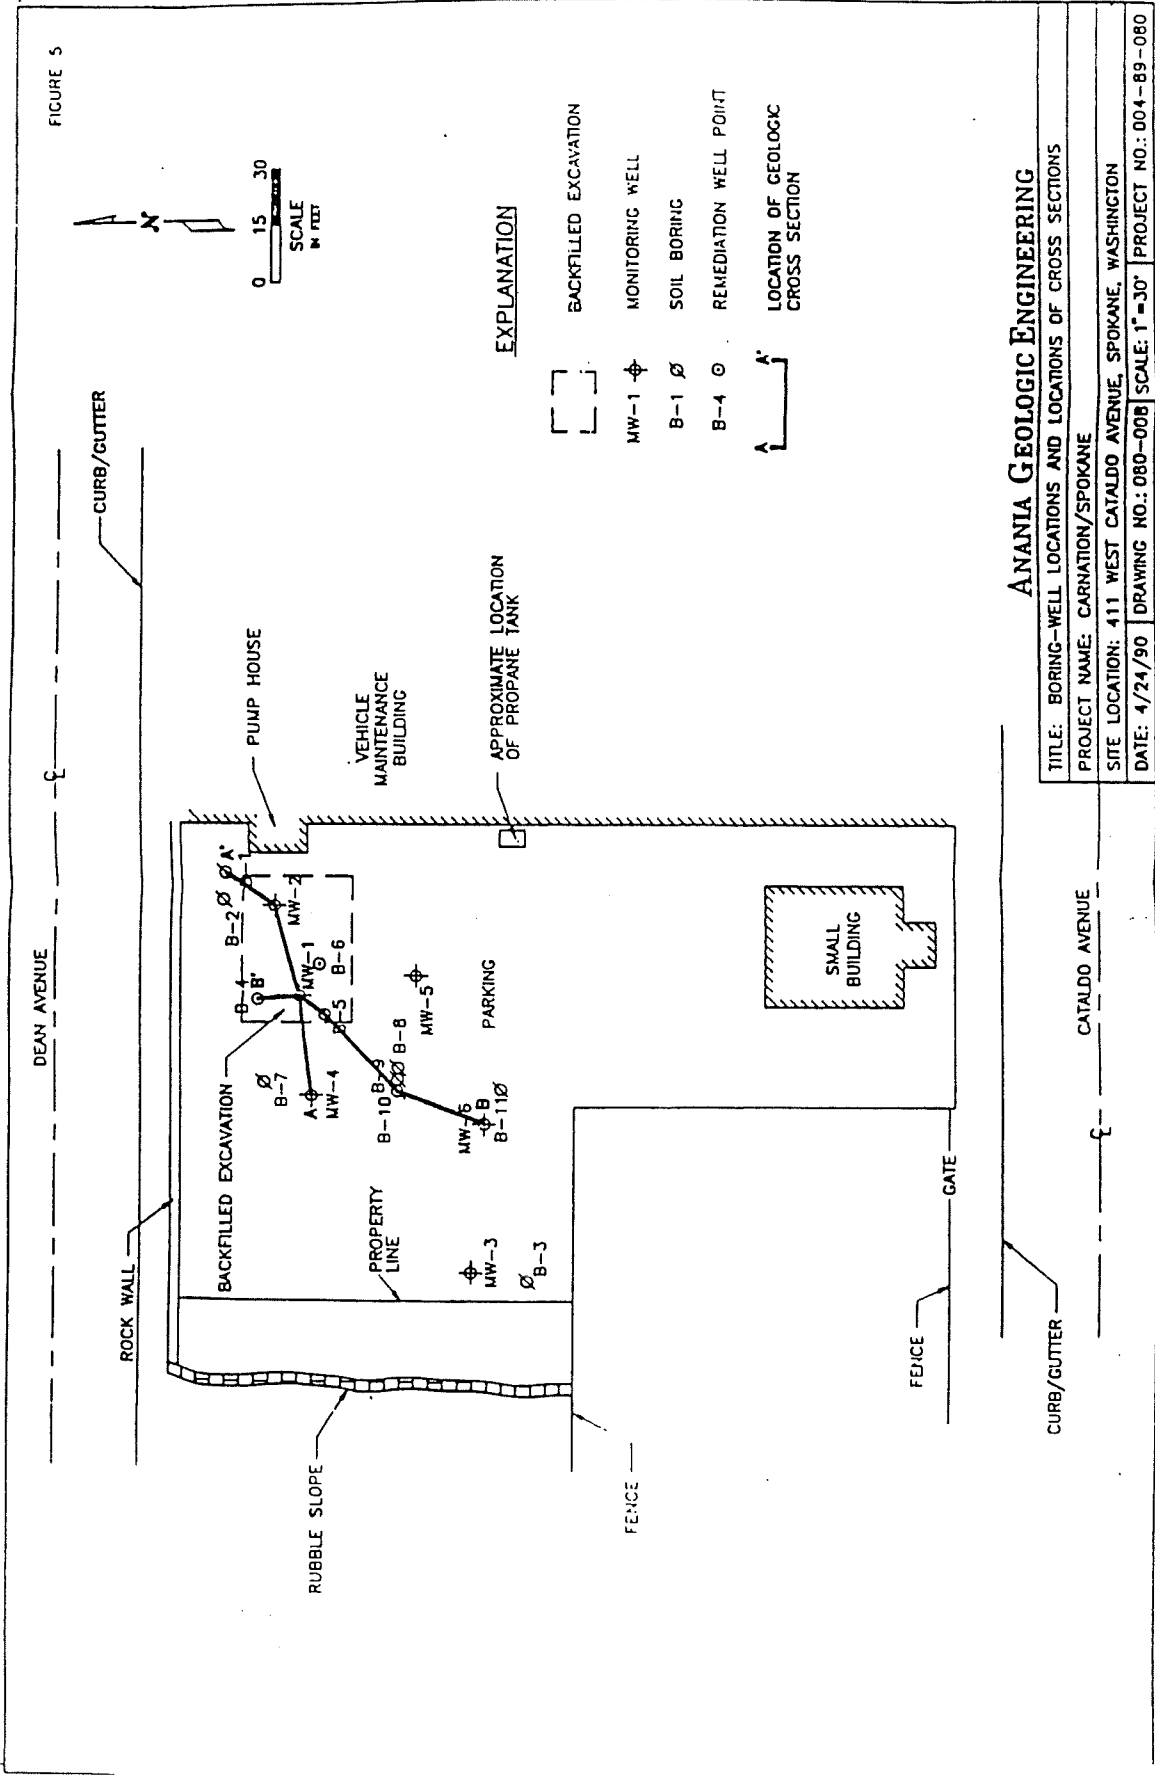 FIGURE 5
DEAN AVENUE
℄
CURB/GUTTER
N
0 15 30
SCALE
IN FEET
ROCK WALL
BACKFILLED EXCAVATION
PUMP HOUSE
VEHICLE
MAINTENANCE
BUILDING
B-2
A'
B-4
B'
MW-2
MW-1
B-6
B-7
A
MW-4
B-9
B-8
B-10
MW-5
MW-6
B
B-11
PARKING
PROPERTY
LINE
MW-3
B-3
RUBBLE SLOPE
FENCE
APPROXIMATE LOCATION
OF PROPANE TANK
SMALL
BUILDING
GATE
FENCE
CURB/GUTTER
CATALDO AVENUE
℄
EXPLANATION
BACKFILLED EXCAVATION
MW-1 MONITORING WELL
B-1 SOIL BORING
B-4 REMEDIATION WELL POINT
A A'
LOCATION OF GEOLOGIC
CROSS SECTION
ANANIA GEOLOGIC ENGINEERING
TITLE: BORING-WELL LOCATIONS AND LOCATIONS OF CROSS SECTIONS
PROJECT NAME: CARNATION/SPOKANE
SITE LOCATION: 411 WEST CATALDO AVENUE, SPOKANE, WASHINGTON
DATE: 4/24/90 DRAWING NO.: 080-008 SCALE: 1"=30' PROJECT NO.: 004-89-080